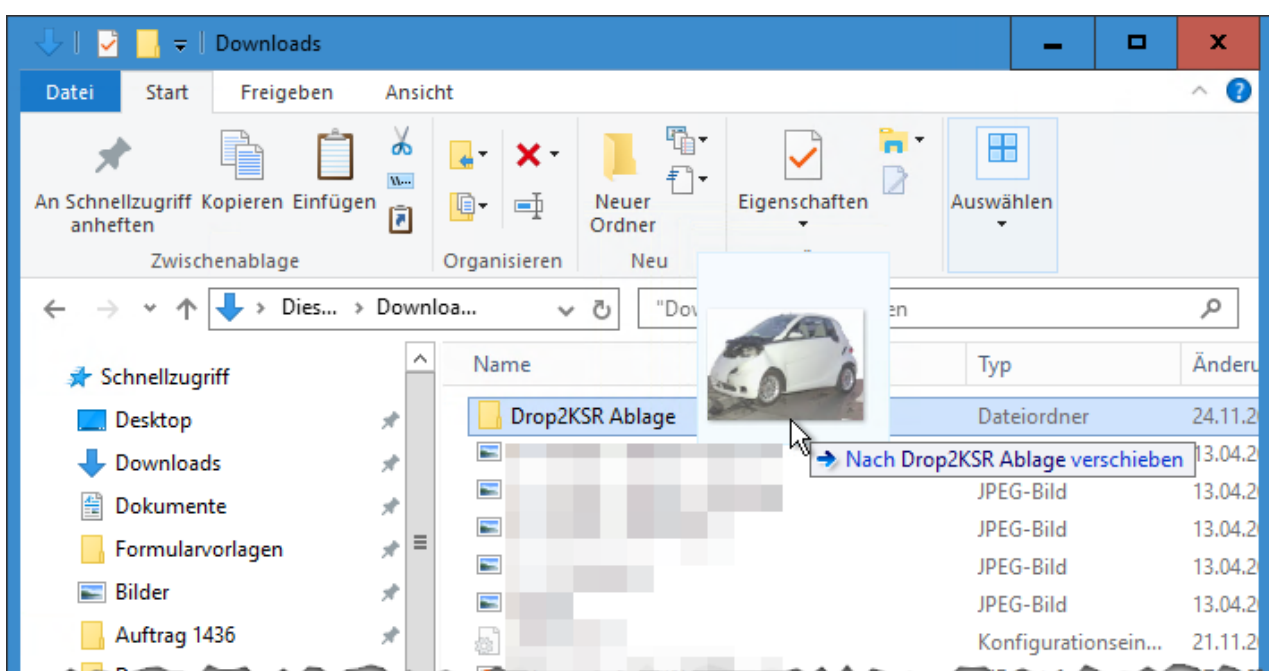 Downloads
Datei Start Freigeben Ansicht
An Schnellzugriff anheften Kopieren Einfügen
Neuer Ordner
Eigenschaften
Auswählen
Zwischenablage Organisieren Neu
Dies... Downloa...
Name Typ Änderu
Schnellzugriff
Drop2KSR Ablage Dateiordner 24.11.2
Desktop
Nach Drop2KSR Ablage verschieben 13.04.2
Downloads
JPEG-Bild 13.04.2
Dokumente
JPEG-Bild 13.04.2
Formularvorlagen
JPEG-Bild 13.04.2
Bilder
JPEG-Bild 13.04.2
Auftrag 1436
Konfigurationsein... 21.11.2